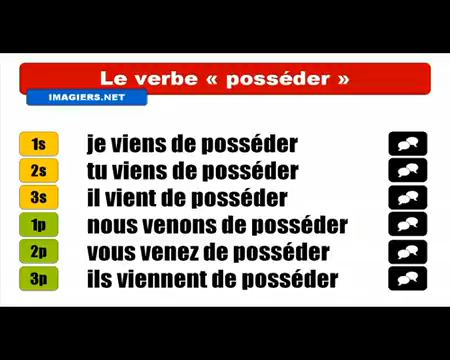 Le verbe « posséder »
IMAGIERS.NET
1s je viens de posséder
2s tu viens de posséder
3s il vient de posséder
1p nous venons de posséder
2p vous venez de posséder
3p ils viennent de posséder